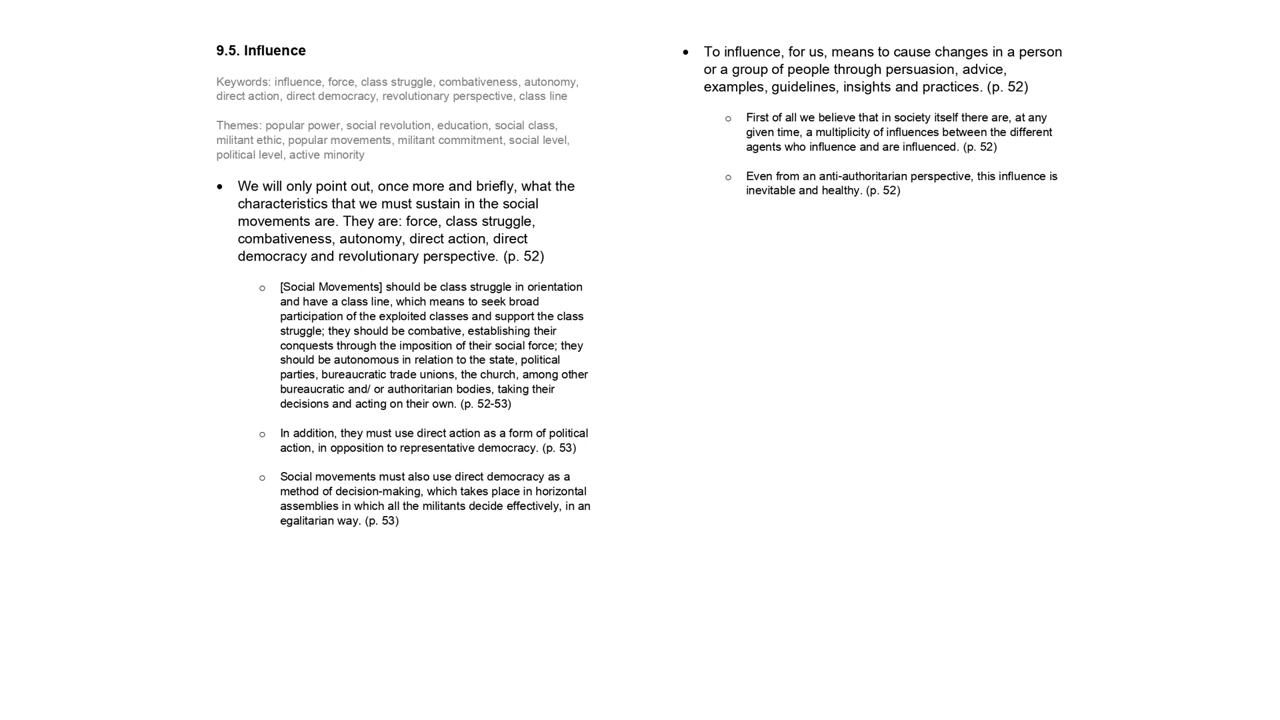 9.5. Influence
Keywords: influence, force, class struggle, combativeness, autonomy,
direct action, direct democracy, revolutionary perspective, class line
Themes: popular power, social revolution, education, social class,
militant ethic, popular movements, militant commitment, social level,
political level, active minority
• We will only point out, once more and briefly, what the
characteristics that we must sustain in the social
movements are. They are: force, class struggle,
combativeness, autonomy, direct action, direct
democracy and revolutionary perspective. (p. 52)
o [Social Movements] should be class struggle in orientation
and have a class line, which means to seek broad
participation of the exploited classes and support the class
struggle; they should be combative, establishing their
conquests through the imposition of their social force; they
should be autonomous in relation to the state, political
parties, bureaucratic trade unions, the church, among other
bureaucratic and/ or authoritarian bodies, taking their
decisions and acting on their own. (p. 52-53)
o In addition, they must use direct action as a form of political
action, in opposition to representative democracy. (p. 53)
o Social movements must also use direct democracy as a
method of decision-making, which takes place in horizontal
assemblies in which all the militants decide effectively, in an
egalitarian way. (p. 53)
• To influence, for us, means to cause changes in a person
or a group of people through persuasion, advice,
examples, guidelines, insights and practices. (p. 52)
o First of all we believe that in society itself there are, at any
given time, a multiplicity of influences between the different
agents who influence and are influenced. (p. 52)
o Even from an anti-authoritarian perspective, this influence is
inevitable and healthy. (p. 52)